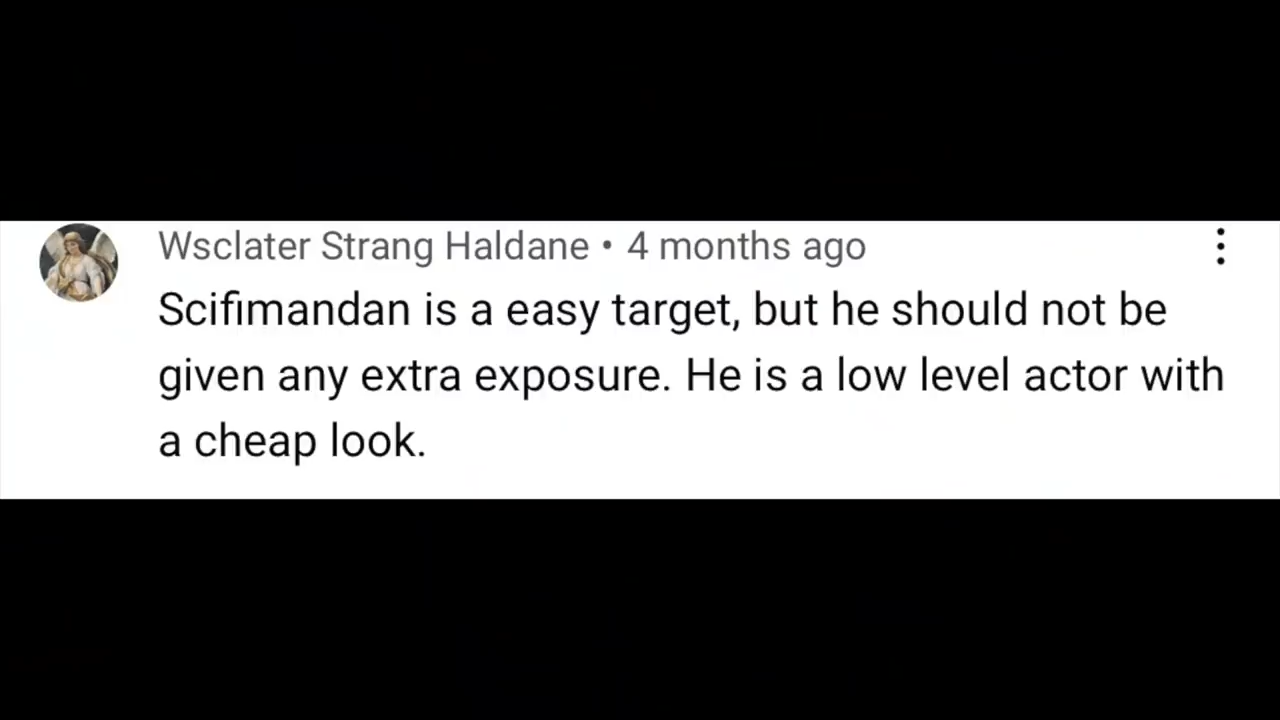 Wsclater Strang Haldane • 4 months ago
Scifimandan is a easy target, but he should not be
given any extra exposure. He is a low level actor with
a cheap look.